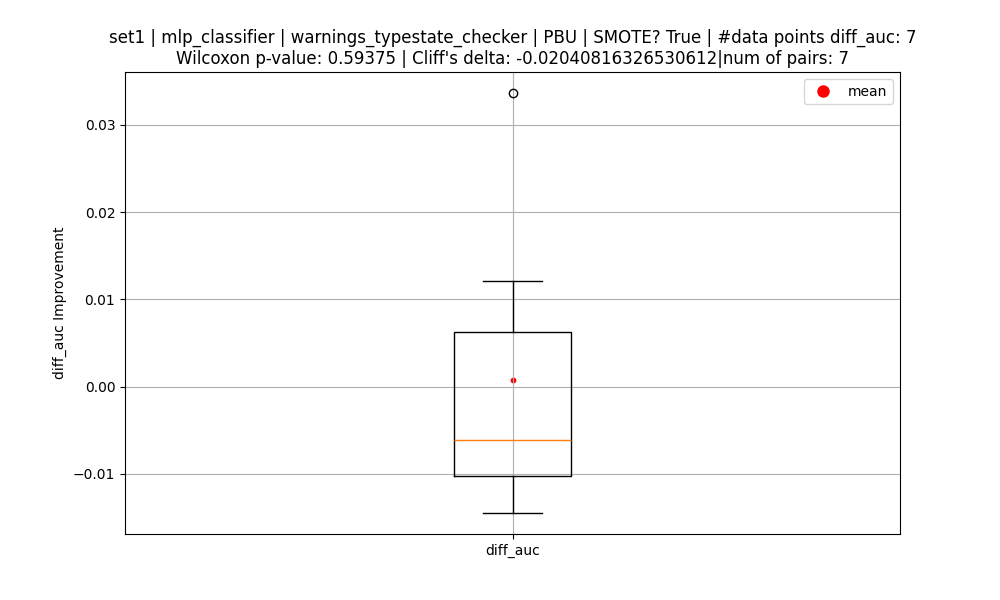 set1 | mlp_classifier | warnings_typestate_checker | PBU | SMOTE? True | #data points diff_auc: 7
Wilcoxon p-value: 0.59375 | Cliff's delta: -0.02040816326530612|num of pairs: 7
mean
0.03
0.02
0.01
0.00
−0.01
diff_auc Improvement
diff_auc